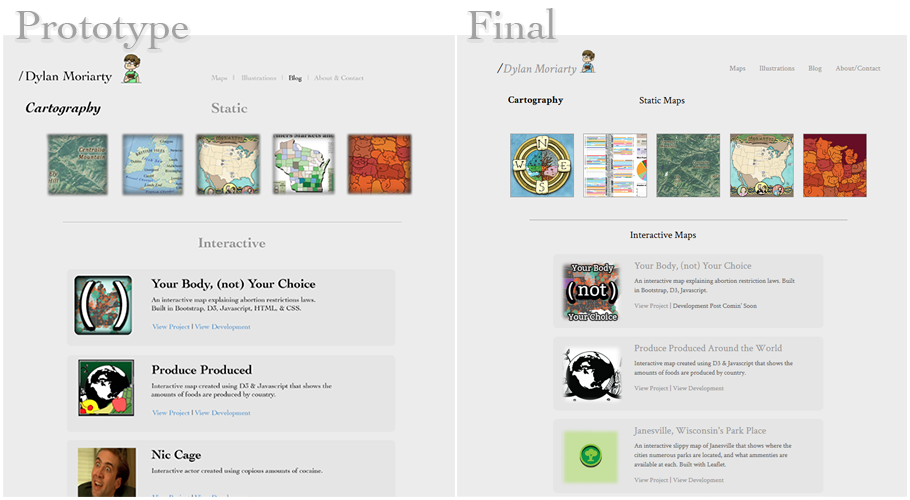 Prototype
/Dylan Moriarty
Maps | Illustrations | Blog | About & Contact
Cartography
Static
Interactive
Your Body, (not) Your Choice
An interactive map explaining abortion restrictions laws.
Built in Bootstrap, D3, Javascript, HTML, & CSS.
View Project | View Development
Produce Produced
Interactive map created using D3 & Javascript that shows the
amounts of foods are produced by country.
View Project | View Development
Nic Cage
Interactive actor created using copious amounts of cocaine.
Final
/Dylan Moriarty
Maps
Illustrations
Blog
About/Contact
Cartography
Static Maps
N
W
E
S
Interactive Maps
Your Body
(not)
Your Choice
Your Body, (not) Your Choice
An interactive map explaining abortion restriction laws. Built
in Bootstrap, D3, Javascript.
View Project | Development Post Comin' Soon
Produce Produced Around the World
Interactive map created using D3 & Javascript that shows the
amounts of foods are produced by country.
View Project | View Development
Janesville, Wisconsin's Park Place
An interactive slippy map of Janesville that shows where the
cities numerous parks are located, and what ammenties are
available at each. Built with Leaflet.
View Project | View Development